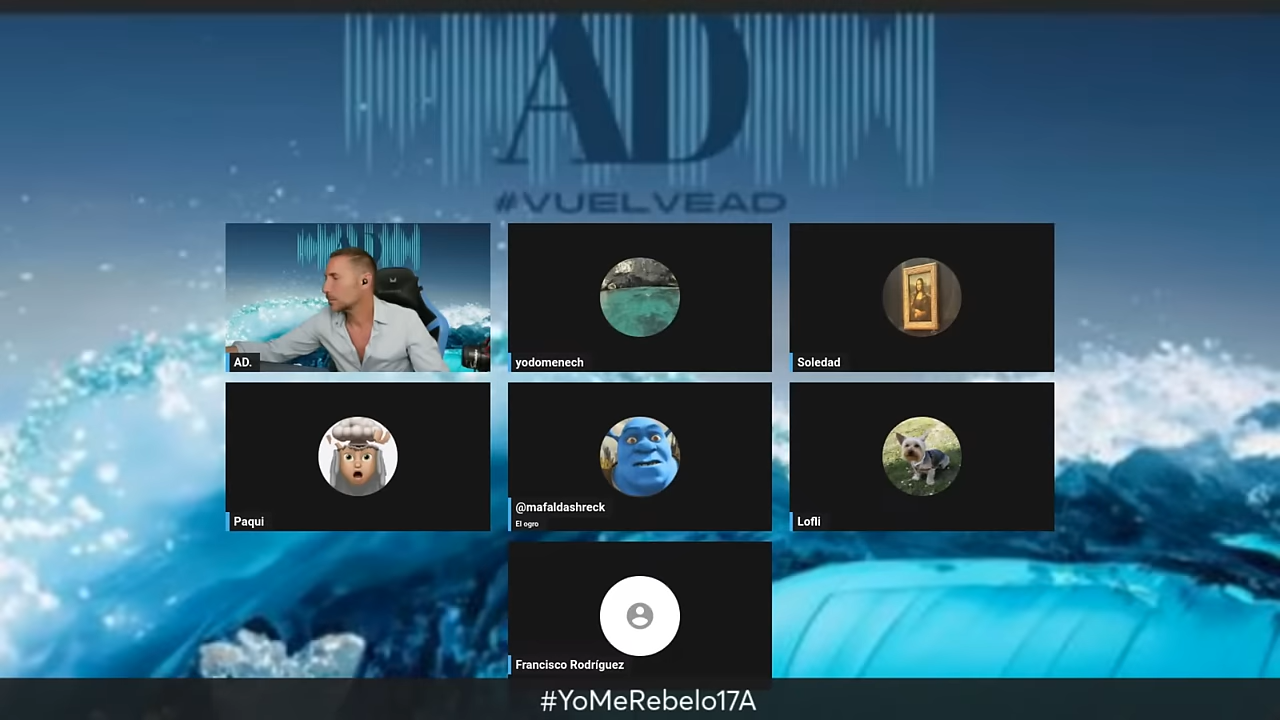 AD
#VUELVEAD
AD.
yodomenech
Soledad
Paqui
@mafaldashreck
El ogro
Lofli
Francisco Rodríguez
#YoMeRebelo17A